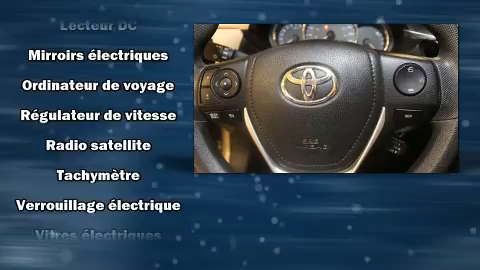 Lecteur DC
Mirroirs électriques
Ordinateur de voyage
Régulateur de vitesse
Radio satellite
Tachymètre
Verrouillage électrique
Vitres électriques